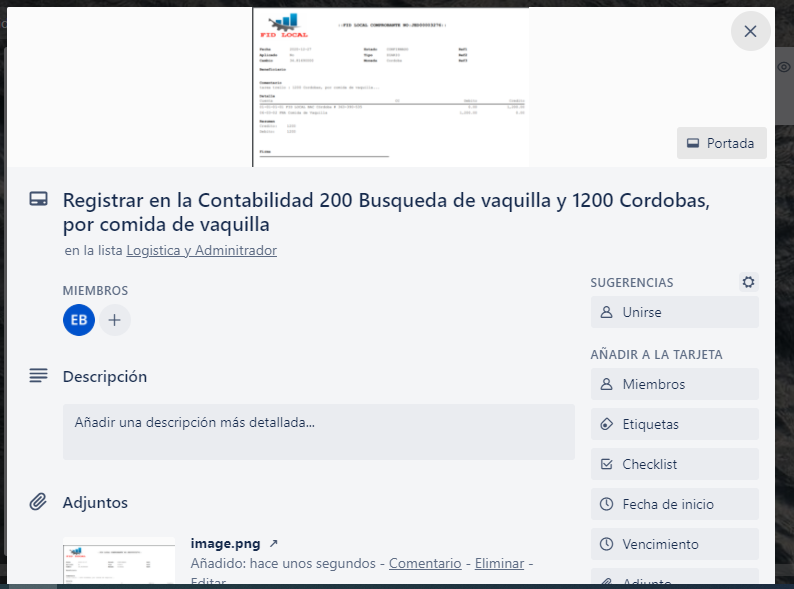 FID LOCAL
Portada
Registrar en la Contabilidad 200 Busqueda de vaquilla y 1200 Cordobas,
por comida de vaquilla
en la lista Logistica y Adminitrador
MIEMBROS
EB
Descripción
Añadir una descripción más detallada...
Adjuntos
image.png
Añadido: hace unos segundos - Comentario - Eliminar -
Editar
SUGERENCIAS
Unirse
AÑADIR A LA TARJETA
Miembros
Etiquetas
Checklist
Fecha de inicio
Vencimiento
Adjunto